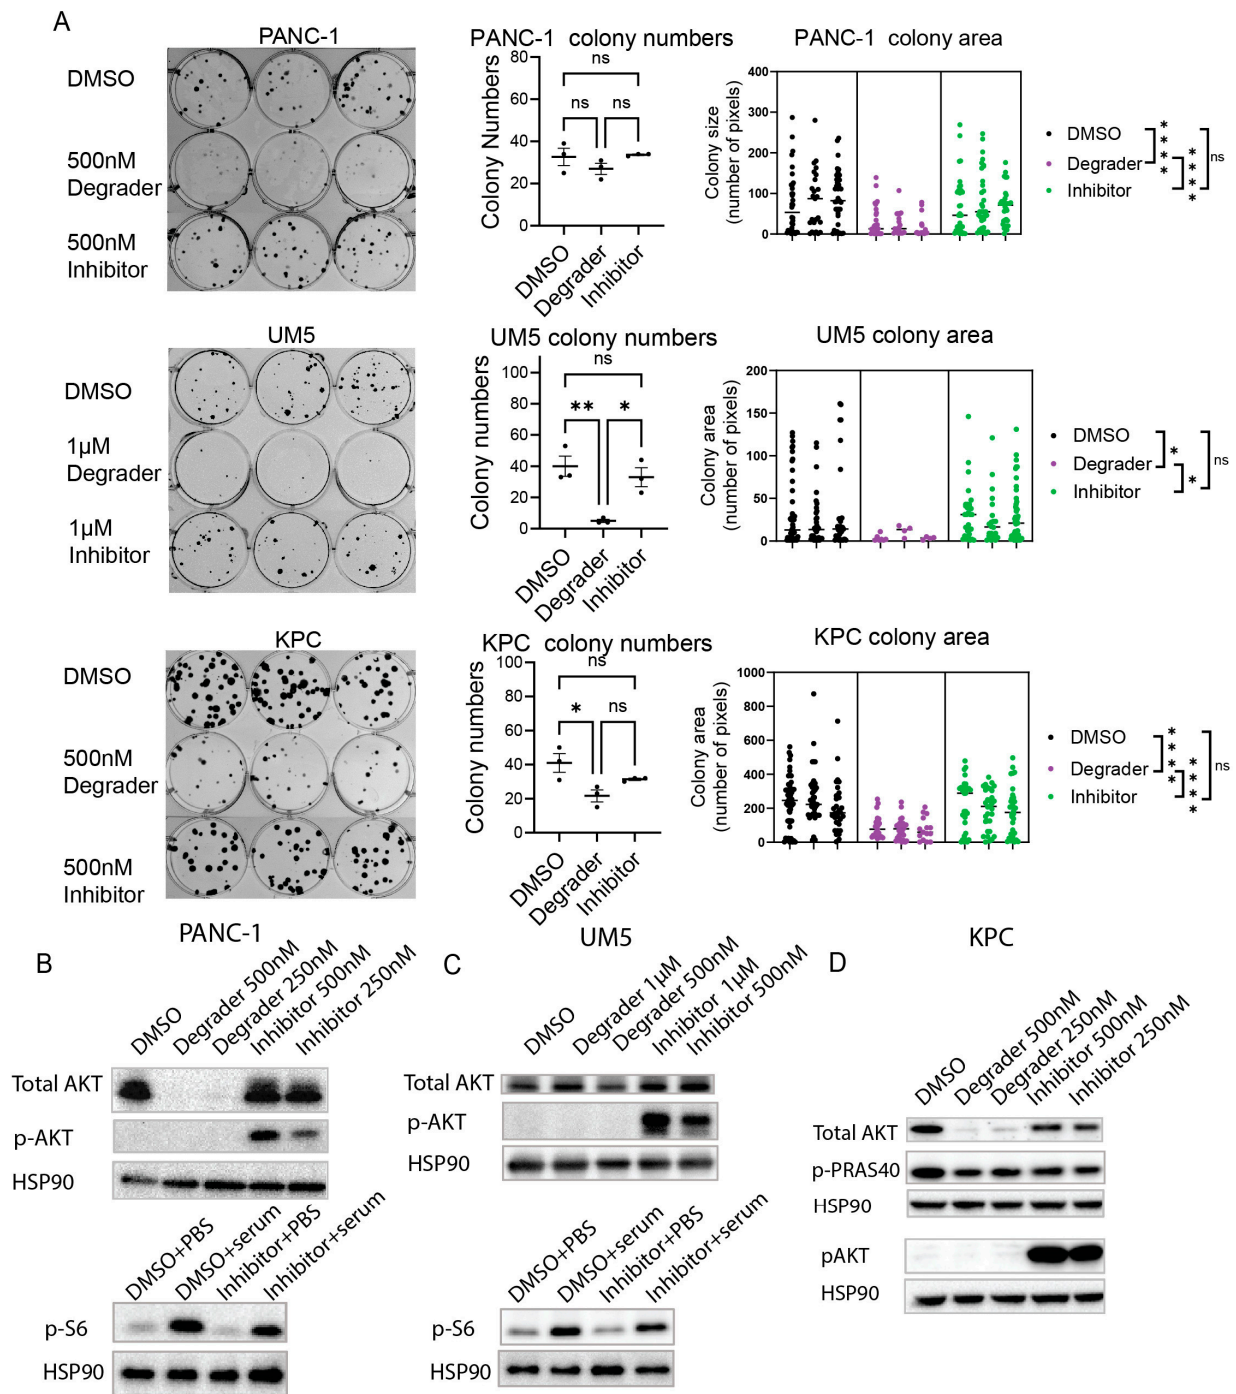 A
PANC-1
DMSO
500nM
Degrader
500nM
Inhibitor
PANC-1 colony numbers
Colony Numbers
80
60
40
20
0
ns
ns
ns
DMSO
Degrader
Inhibitor
PANC-1 colony area
Colony size
(number of pixels)
400
300
200
100
0
DMSO
Degrader
Inhibitor
****
****
ns
UM5
DMSO
1µM
Degrader
1µM
Inhibitor
UM5 colony numbers
Colony numbers
100
80
60
40
20
0
ns
**
*
DMSO
Degrader
Inhibitor
UM5 colony area
Colony area
(number of pixels)
200
150
100
50
0
DMSO
Degrader
Inhibitor
*
*
ns
KPC
DMSO
500nM
Degrader
500nM
Inhibitor
KPC colony numbers
Colony numbers
100
80
60
40
20
0
ns
*
ns
DMSO
Degrader
Inhibitor
KPC colony area
Colony area
(number of pixels)
1000
600
400
200
0
DMSO
Degrader
Inhibitor
****
****
ns
B
PANC-1
DMSO
Degrader 500nM
Degrader 250nM
Inhibitor 500nM
Inhibitor 250nM
Total AKT
p-AKT
HSP90
DMSO+PBS
DMSO+serum
Inhibitor+PBS
Inhibitor+serum
p-S6
HSP90
C
UM5
DMSO
Degrader 1µM
Degrader 500nM
Inhibitor 1µM
Inhibitor 500nM
Total AKT
p-AKT
HSP90
DMSO+PBS
DMSO+serum
Inhibitor+PBS
Inhibitor+serum
p-S6
HSP90
D
KPC
DMSO
Degrader 500nM
Degrader 250nM
Inhibitor 500nM
Inhibitor 250nM
Total AKT
p-PRAS40
HSP90
pAKT
HSP90